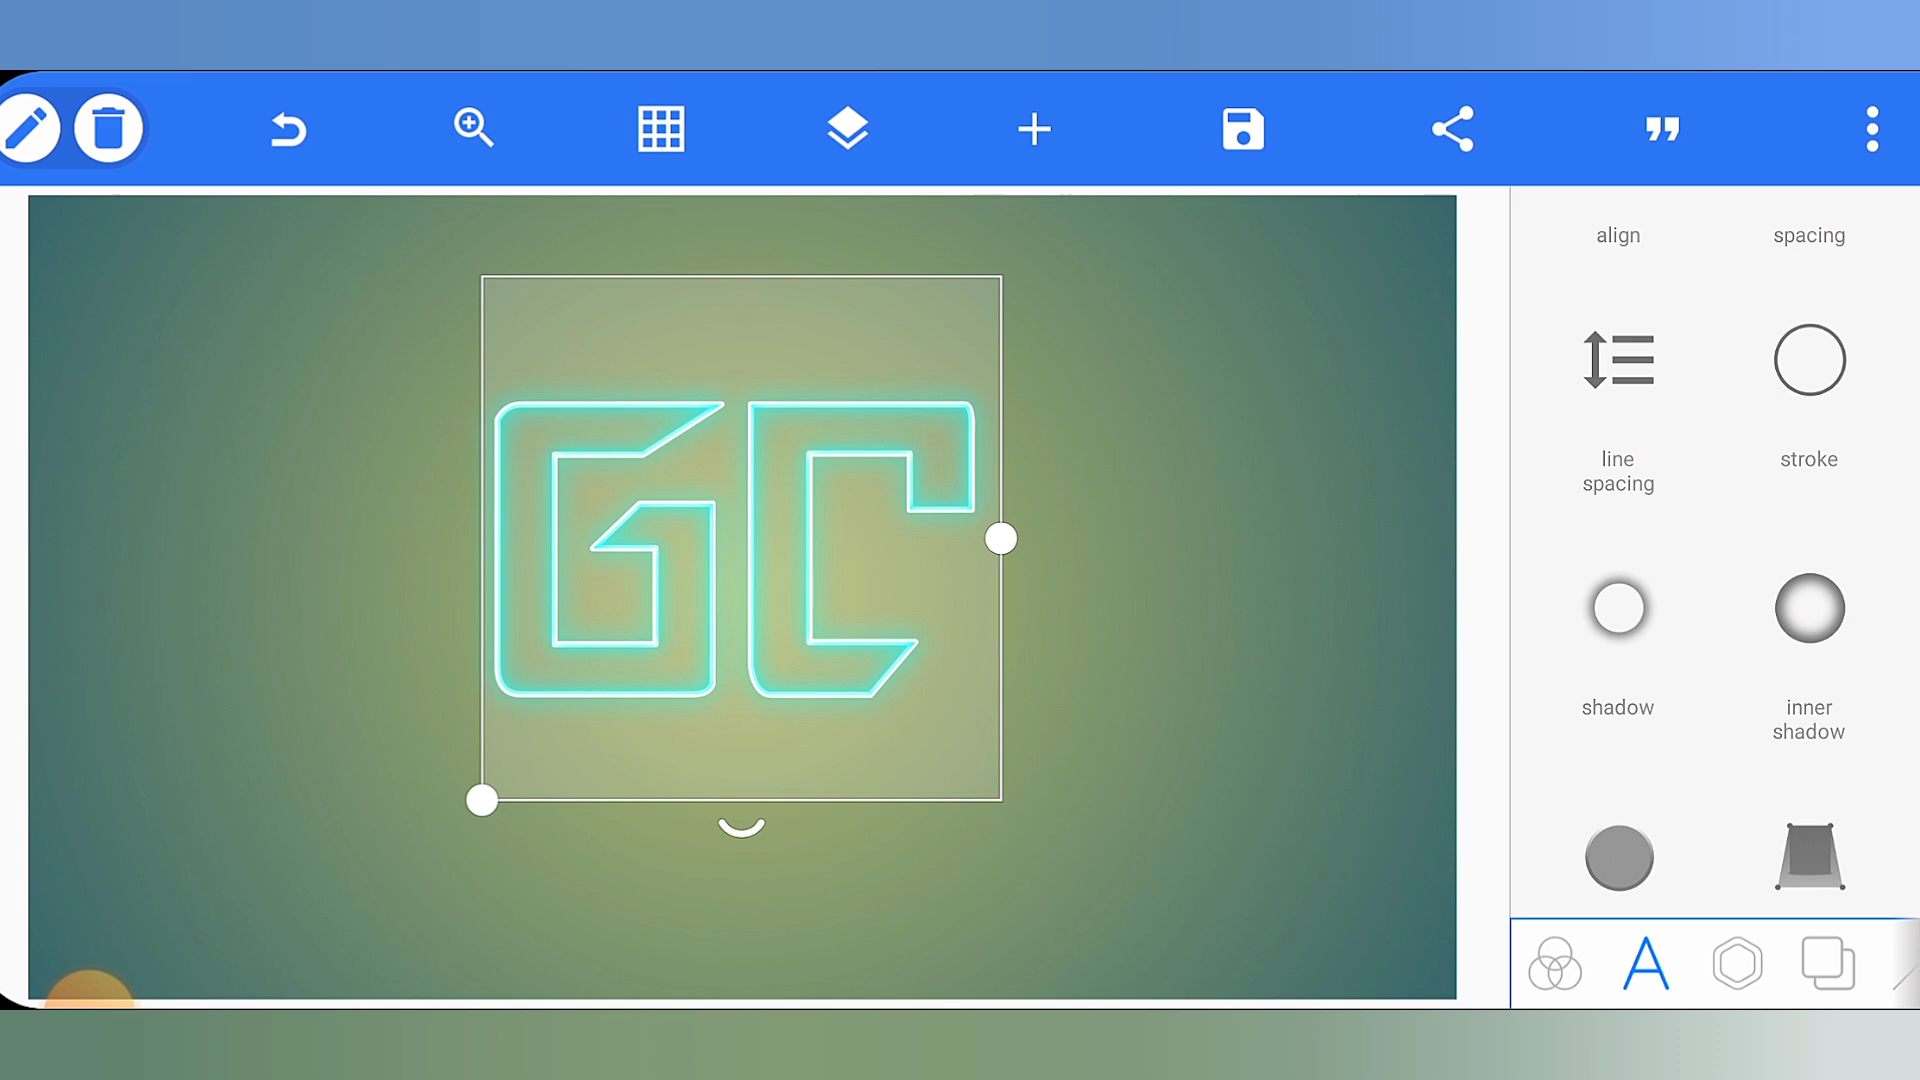 align
spacing
GC
line
spacing
stroke
shadow
inner
shadow